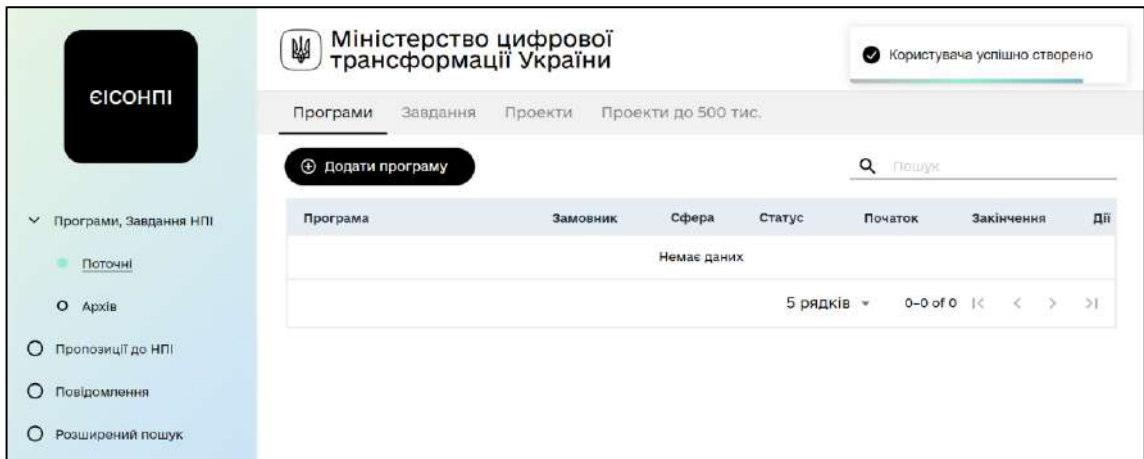 ЄІСОНПІ
Міністерство цифрової
трансформації України
Користувача успішно створено
Програми Завдання Проекти Проекти до 500 тис.
Додати програму
Пошук
Програма Замовник Сфера Статус Початок Закінчення Дії
Немає даних
5 рядків 0-0 of 0
Програми, Завдання НПІ
Поточні
Архів
Пропозиції до НПІ
Повідомлення
Розширений пошук